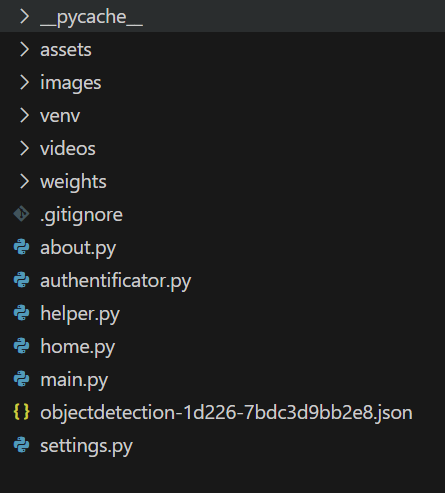 __pycache__
assets
images
venv
videos
weights
.gitignore
about.py
authentificator.py
helper.py
home.py
main.py
objectdetection-1d226-7bdc3d9bb2e8.json
settings.py